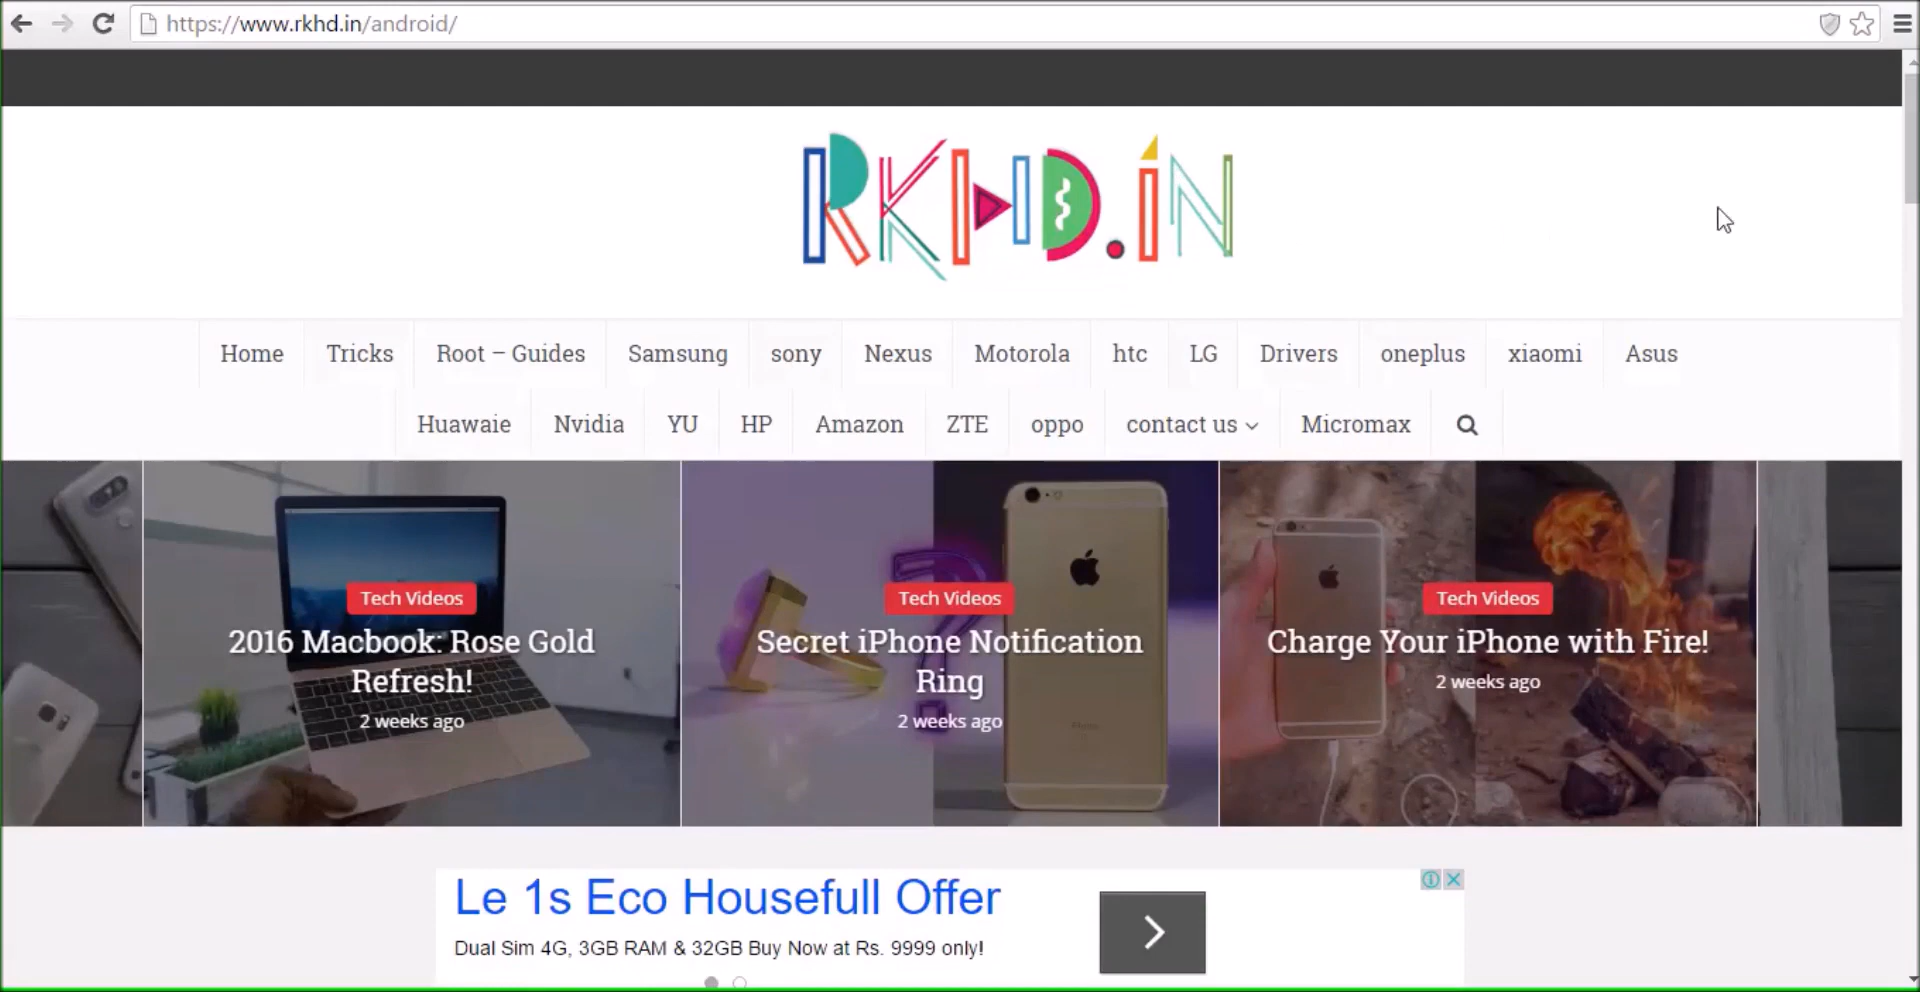 https://www.rkhd.in/android/
RKHD.iN
Home Tricks Root – Guides Samsung sony Nexus Motorola htc LG Drivers oneplus xiaomi Asus
Huawaie Nvidia YU HP Amazon ZTE oppo contact us Micromax
Tech Videos
2016 Macbook: Rose Gold
Refresh!
2 weeks ago
Tech Videos
Secret iPhone Notification
Ring
2 weeks ago
Tech Videos
Charge Your iPhone with Fire!
2 weeks ago
Le 1s Eco Housefull Offer
Dual Sim 4G, 3GB RAM & 32GB Buy Now at Rs. 9999 only!